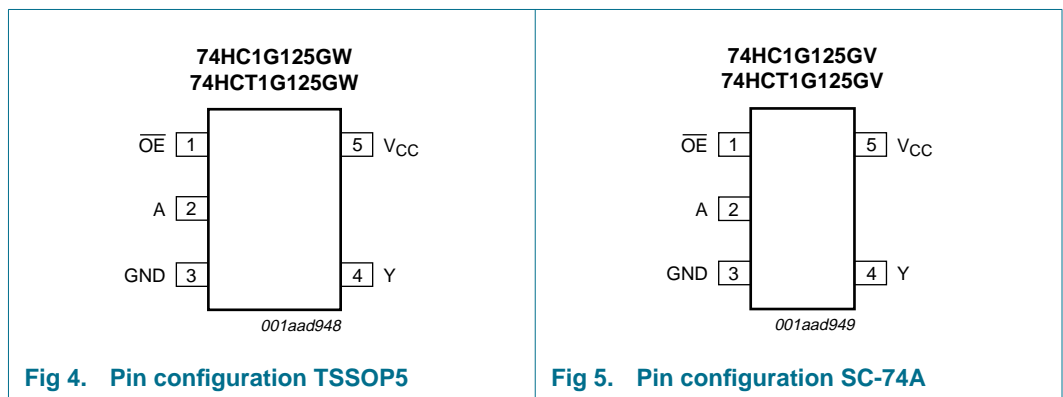 74HC1G125GW
74HCT1G125GW
OE 1
5 VCC
A 2
GND 3
4 Y
001aad948
Fig 4. Pin configuration TSSOP5
74HC1G125GV
74HCT1G125GV
OE 1
5 VCC
A 2
GND 3
4 Y
001aad949
Fig 5. Pin configuration SC-74A